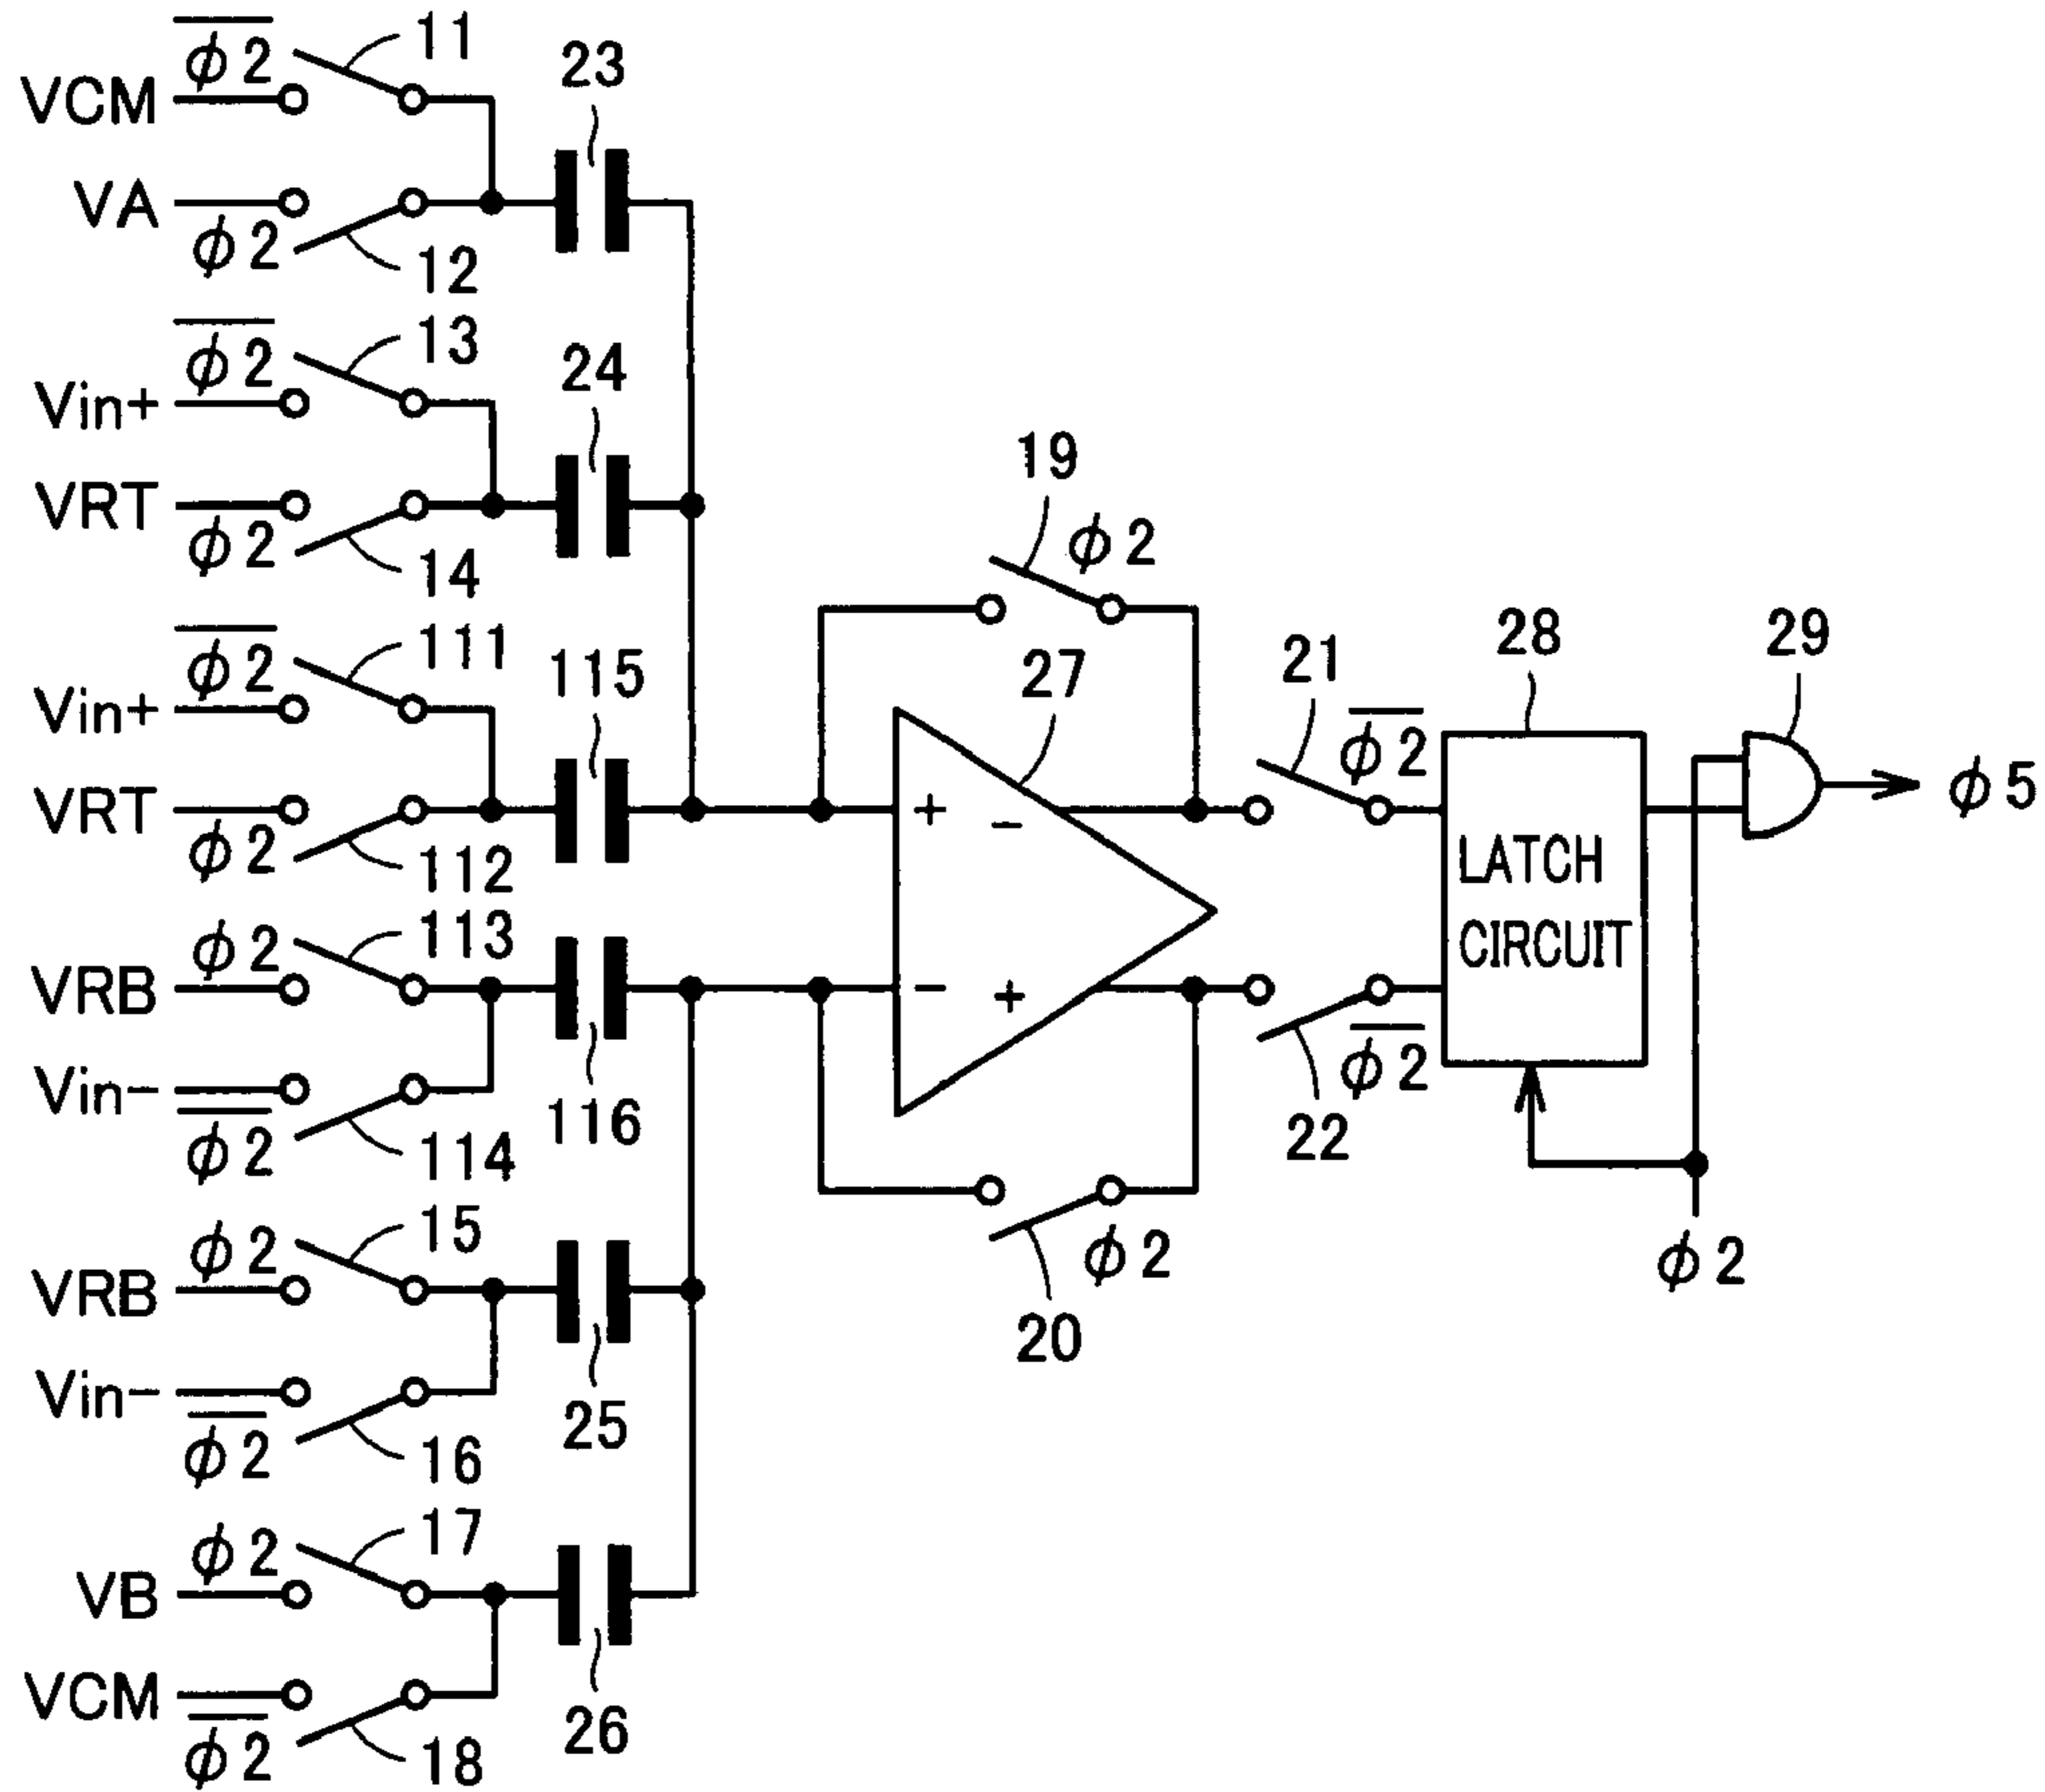 φ2 11
VCM
23
VA
φ2 12
φ2 13
Vin+
24
VRT
φ2 14
φ2 111
Vin+
115
VRT
φ2 112
φ2 113
VRB
Vin-
φ2 114
116
φ2 15
VRB
Vin-
φ2 16
25
φ2 17
VB
VCM
φ2 18
26
19
φ2
27
+ -
- +
20
φ2
21
φ2
22
φ2
28
LATCH
CIRCUIT
29
φ5
φ2